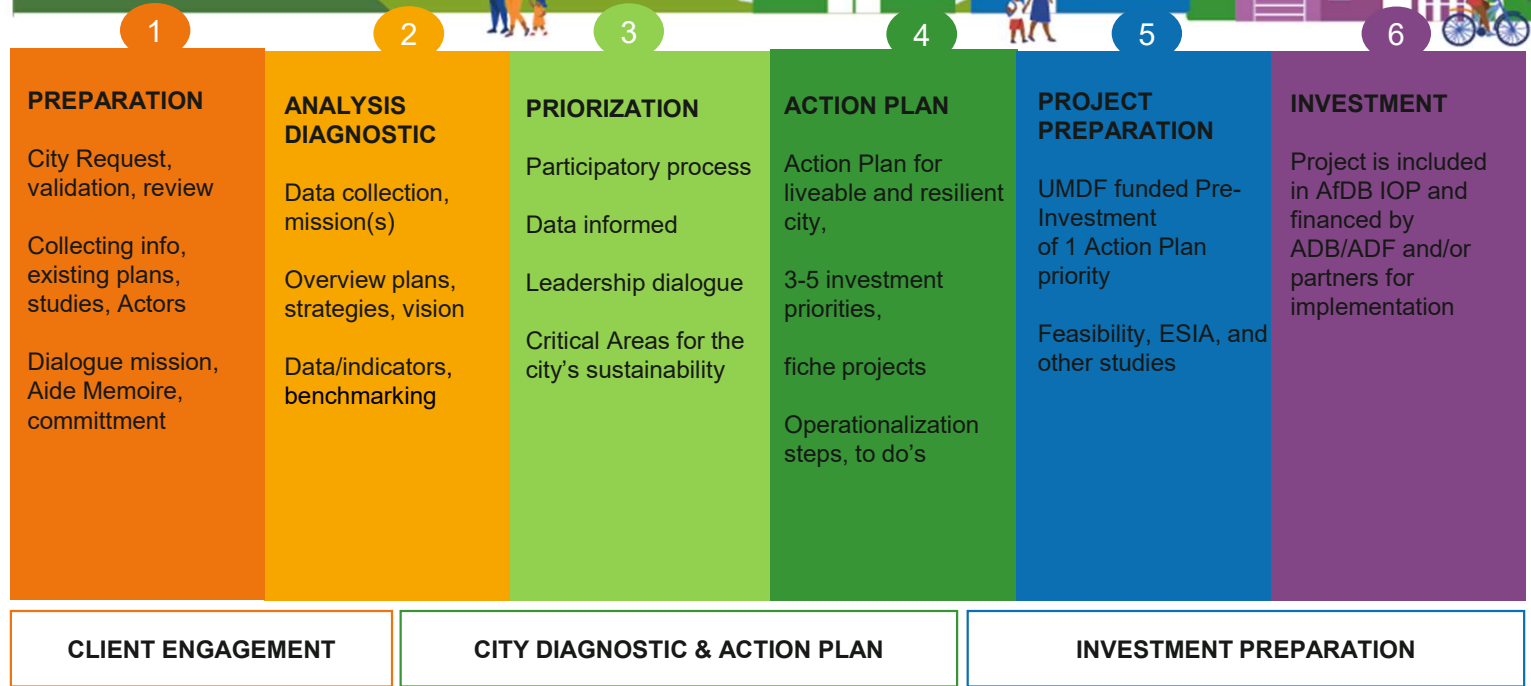 1
PREPARATION
City Request,
validation, review
Collecting info,
existing plans,
studies, Actors
Dialogue mission,
Aide Memoire,
committment
2
ANALYSIS
DIAGNOSTIC
Data collection,
mission(s)
Overview plans,
strategies, vision
Data/indicators,
benchmarking
3
PRIORIZATION
Participatory process
Data informed
Leadership dialogue
Critical Areas for the
city’s sustainability
4
ACTION PLAN
Action Plan for
liveable and resilient
city,
3-5 investment
priorities,
fiche projects
Operationalization
steps, to do’s
5
PROJECT
PREPARATION
UMDF funded Pre-
Investment
of 1 Action Plan
priority
Feasibility, ESIA, and
other studies
6
INVESTMENT
Project is included
in AfDB IOP and
financed by
ADB/ADF and/or
partners for
implementation
CLIENT ENGAGEMENT
CITY DIAGNOSTIC & ACTION PLAN
INVESTMENT PREPARATION